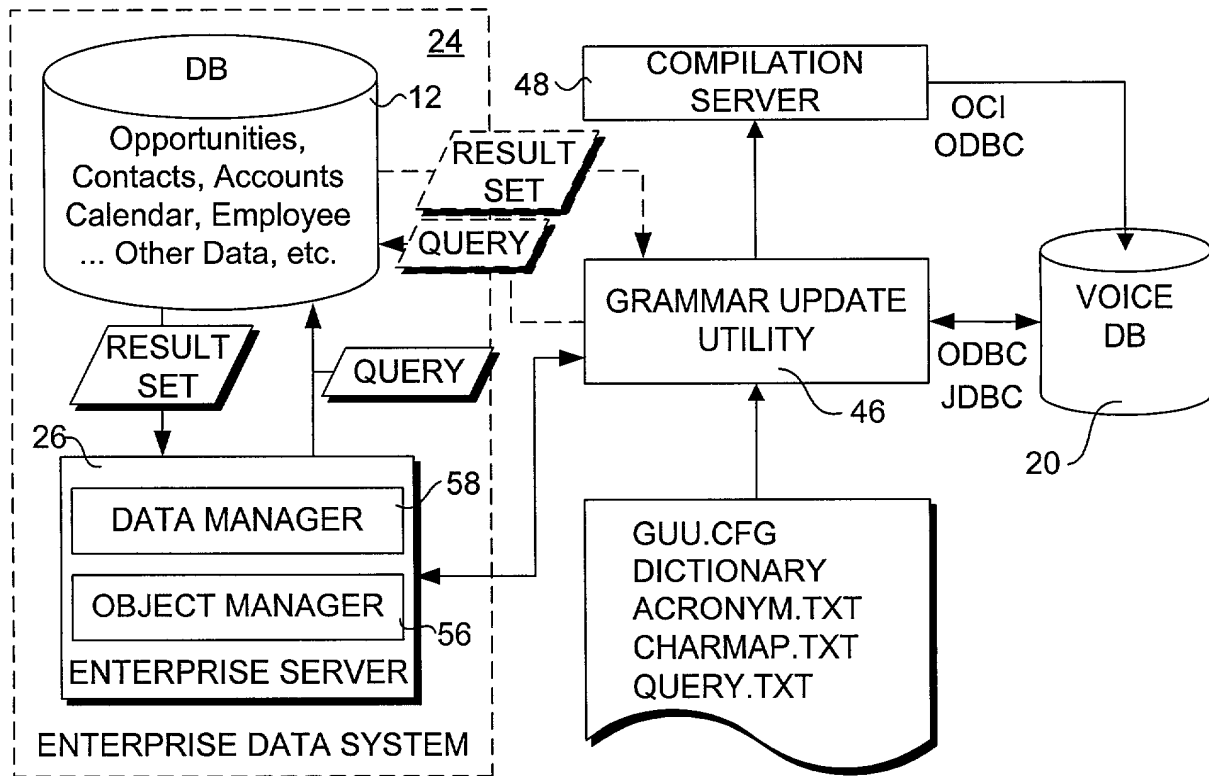 24
DB
12
Opportunities,
Contacts, Accounts
Calendar, Employee
... Other Data, etc.
RESULT
SET
QUERY
RESULT
SET
QUERY
26
58
DATA MANAGER
OBJECT MANAGER
56
ENTERPRISE SERVER
ENTERPRISE DATA SYSTEM
48
COMPILATION
SERVER
OCI
ODBC
GRAMMAR UPDATE
UTILITY
46
ODBC
JDBC
VOICE
DB
20
GUU.CFG
DICTIONARY
ACRONYM.TXT
CHARMAP.TXT
QUERY.TXT